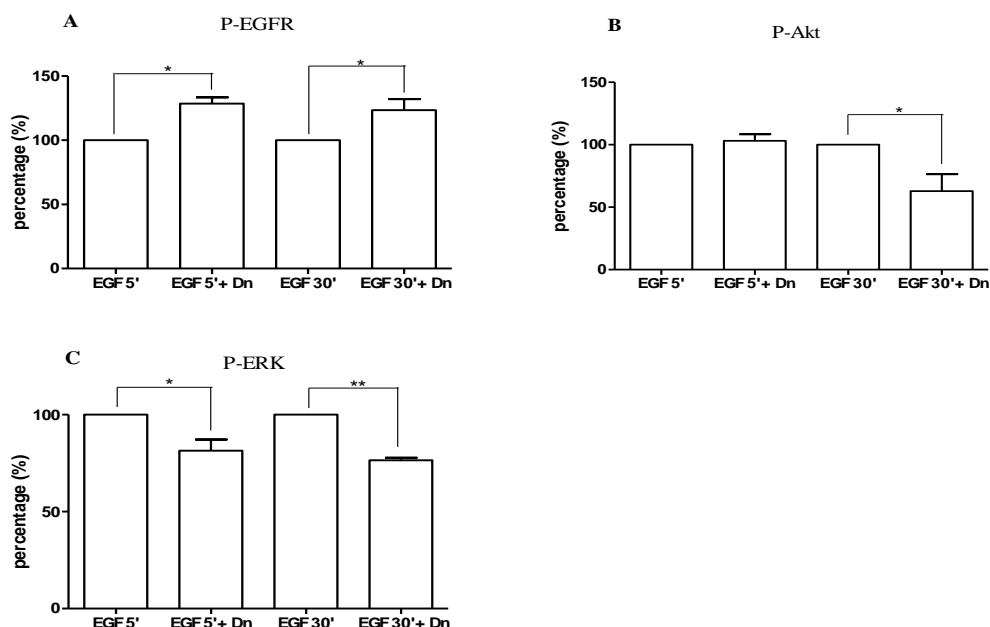 A
P-EGFR
*
*
150
100
50
0
percentage (%)
EGF 5'
EGF 5'+ Dn
EGF 30'
EGF 30'+ Dn
B
P-Akt
*
150
100
50
0
percentage (%)
EGF 5'
EGF 5'+ Dn
EGF 30'
EGF 30'+ Dn
C
P-ERK
*
**
100
50
0
percentage (%)
EGF 5'
EGF 5'+ Dn
EGF 30'
EGF 30'+ Dn